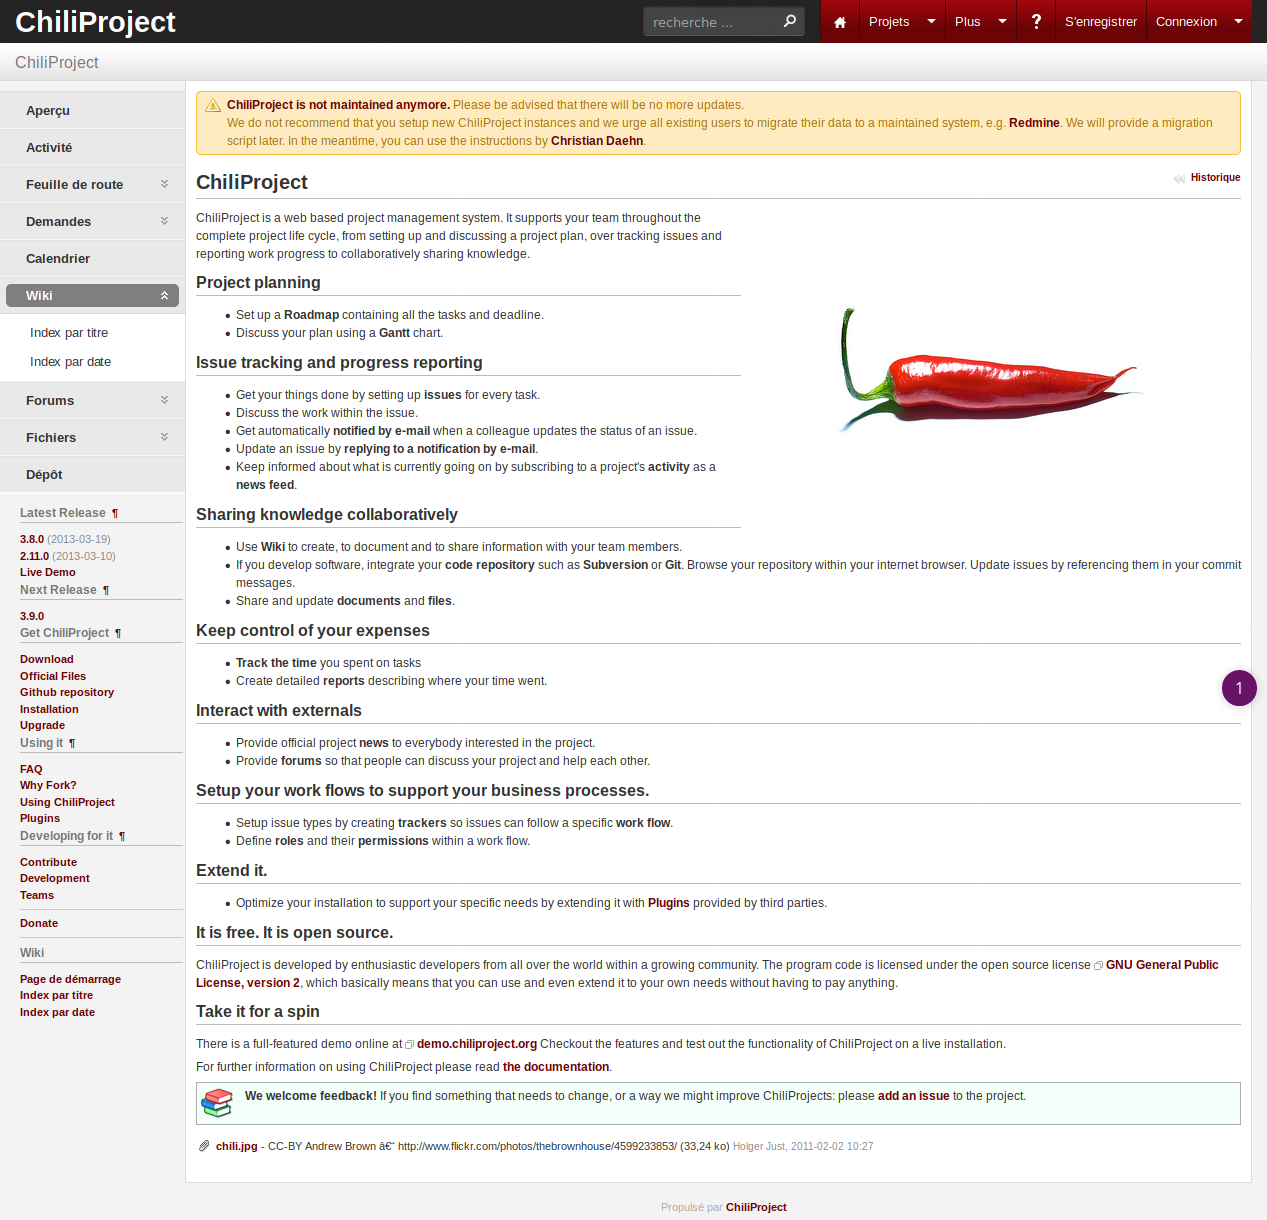 ChiliProject
recherche ...
Projets
Plus
?
S'enregistrer
Connexion
ChiliProject
Aperçu
Activité
Feuille de route
Demandes
Calendrier
Wiki
Index par titre
Index par date
Forums
Fichiers
Dépôt
Latest Release ¶
3.8.0 (2013-03-19)
2.11.0 (2013-03-10)
Live Demo
Next Release ¶
3.9.0
Get ChiliProject ¶
Download
Official Files
Github repository
Installation
Upgrade
Using it ¶
FAQ
Why Fork?
Using ChiliProject
Plugins
Developing for it ¶
Contribute
Development
Teams
Donate
Wiki
Page de démarrage
Index par titre
Index par date
ChiliProject is not maintained anymore. Please be advised that there will be no more updates.
We do not recommend that you setup new ChiliProject instances and we urge all existing users to migrate their data to a maintained system, e.g. Redmine. We will provide a migration
script later. In the meantime, you can use the instructions by Christian Daehn.
Historique
ChiliProject
ChiliProject is a web based project management system. It supports your team throughout the
complete project life cycle, from setting up and discussing a project plan, over tracking issues and
reporting work progress to collaboratively sharing knowledge.
Project planning
• Set up a Roadmap containing all the tasks and deadline.
• Discuss your plan using a Gantt chart.
Issue tracking and progress reporting
• Get your things done by setting up issues for every task.
• Discuss the work within the issue.
• Get automatically notified by e-mail when a colleague updates the status of an issue.
• Update an issue by replying to a notification by e-mail.
• Keep informed about what is currently going on by subscribing to a project's activity as a
news feed.
Sharing knowledge collaboratively
• Use Wiki to create, to document and to share information with your team members.
• If you develop software, integrate your code repository such as Subversion or Git. Browse your repository within your internet browser. Update issues by referencing them in your commit
messages.
• Share and update documents and files.
Keep control of your expenses
• Track the time you spent on tasks
• Create detailed reports describing where your time went.
1
Interact with externals
• Provide official project news to everybody interested in the project.
• Provide forums so that people can discuss your project and help each other.
Setup your work flows to support your business processes.
• Setup issue types by creating trackers so issues can follow a specific work flow.
• Define roles and their permissions within a work flow.
Extend it.
• Optimize your installation to support your specific needs by extending it with Plugins provided by third parties.
It is free. It is open source.
ChiliProject is developed by enthusiastic developers from all over the world within a growing community. The program code is licensed under the open source license GNU General Public
License, version 2, which basically means that you can use and even extend it to your own needs without having to pay anything.
Take it for a spin
There is a full-featured demo online at demo.chiliproject.org Checkout the features and test out the functionality of ChiliProject on a live installation.
For further information on using ChiliProject please read the documentation.
We welcome feedback! If you find something that needs to change, or a way we might improve ChiliProjects: please add an issue to the project.
chili.jpg - CC-BY Andrew Brown â€“ http://www.flickr.com/photos/thebrownhouse/4599233853/ (33,24 ko) Holger Just, 2011-02-02 10:27
Propulsé par ChiliProject